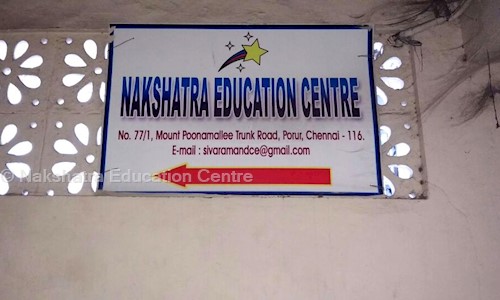 NAKSHATRA EDUCATION CENTRE
No. 77/1, Mount Poonamallee Trunk Road, Porur, Chennai - 116.
E-mail : sivaramandce@gmail.com
© Nakshatra Education Centre